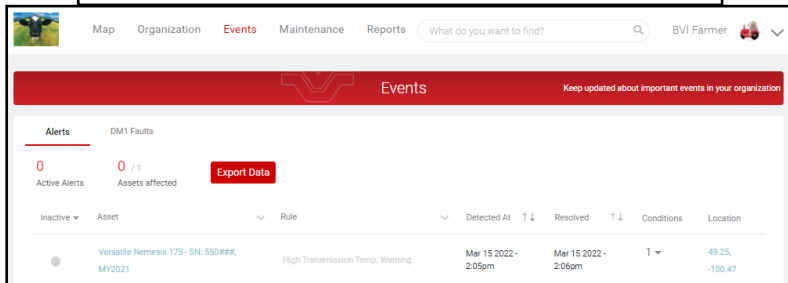 Map Organization Events Maintenance Reports What do you want to find? BVI Farmer
Events Keep updated about important events in your organization
Alerts DM1 Faults
0 0 / 1 Export Data
Active Alerts Assets affected
Inactive Asset Rule Detected At ↑↓ Resolved ↑↓ Conditions Location
Versatile Nemesis 175 - SN: 550###, High Transmission Temp. Warning Mar 15 2022 - Mar 15 2022 - 1 49.25,
MY2021 2:05pm 2:06pm -100.47